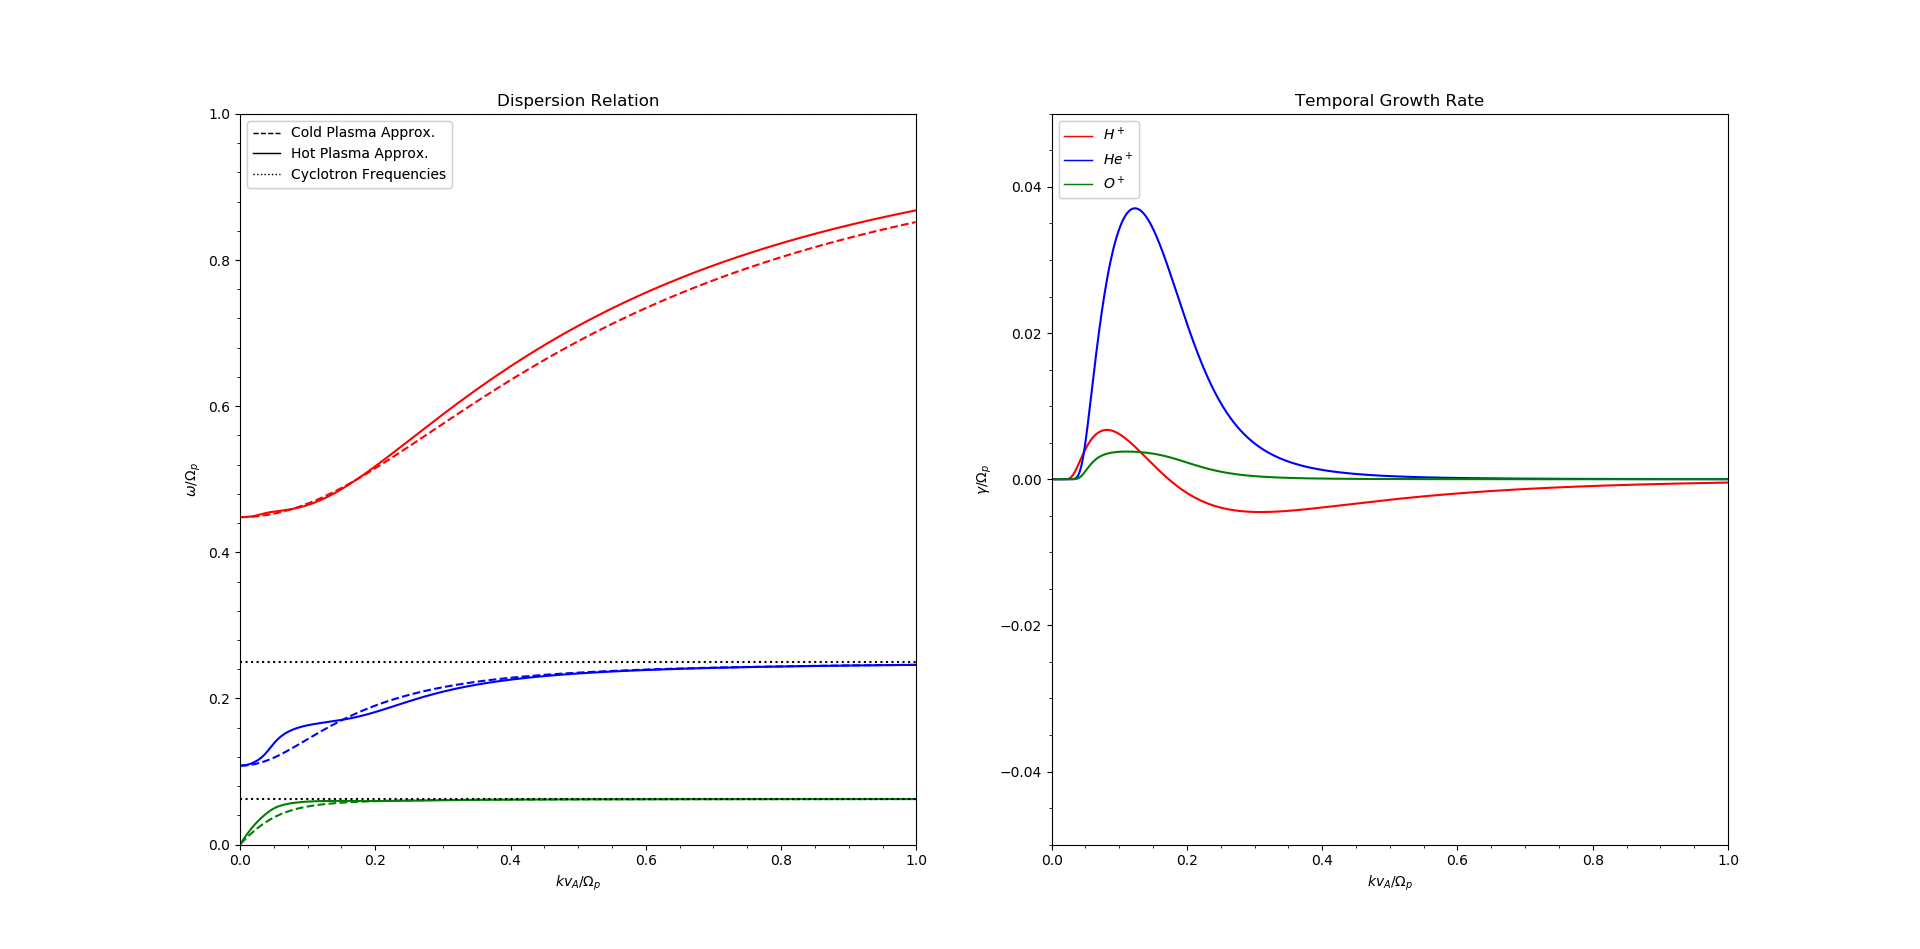 Dispersion Relation
1.0
0.8
0.6
0.4
0.2
0.0
ω/Ωp
Cold Plasma Approx.
Hot Plasma Approx.
Cyclotron Frequencies
0.0 0.2 0.4 0.6 0.8 1.0
kvA/Ωp
Temporal Growth Rate
0.04
0.02
0.00
−0.02
−0.04
γ/Ωp
H+
He+
O+
0.0 0.2 0.4 0.6 0.8 1.0
kvA/Ωp